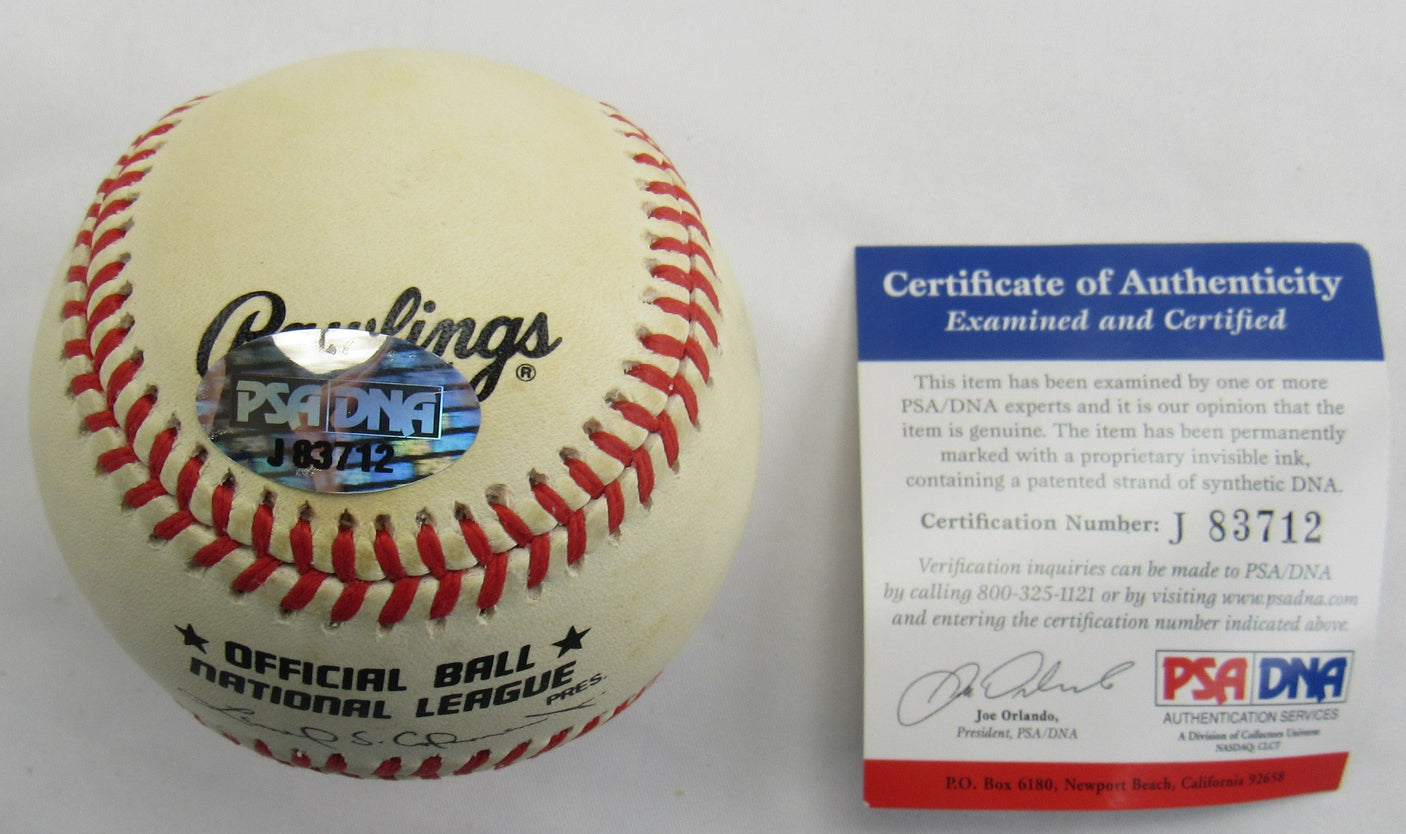 Rawlings
®
PSA DNA
J 83712
★ OFFICIAL BALL ★
NATIONAL LEAGUE
PRES.
Certificate of Authenticity
Examined and Certified
This item has been examined by one or more
PSA/DNA experts and it is our opinion that the
item is genuine. The item has been permanently
marked with a proprietary invisible ink,
containing a patented strand of synthetic DNA.
Certification Number: J 83712
Verification inquiries can be made to PSA/DNA
by calling 800-325-1121 or by visiting www.psadna.com
and entering the certification number indicated above.
Joe Orlando,
President, PSA/DNA
PSA DNA
AUTHENTICATION SERVICES
A Division of Collectors Universe
NASDAQ: CLCT
P.O. Box 6180, Newport Beach, California 92658